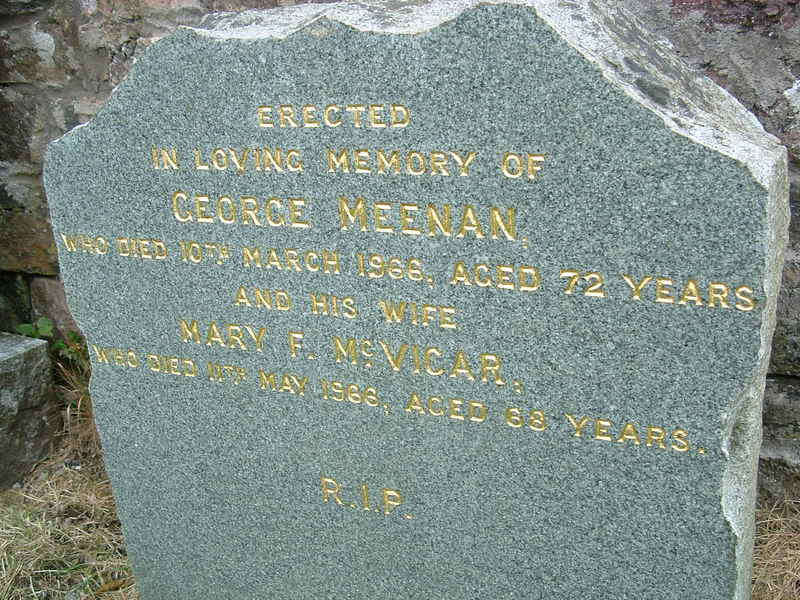 ERECTED
IN LOVING MEMORY OF
GEORGE MEENAN,
WHO DIED 10TH MARCH 1966, AGED 72 YEARS
AND HIS WIFE
MARY F. McVICAR,
WHO DIED 11TH MAY 1966, AGED 68 YEARS.
R.I.P.